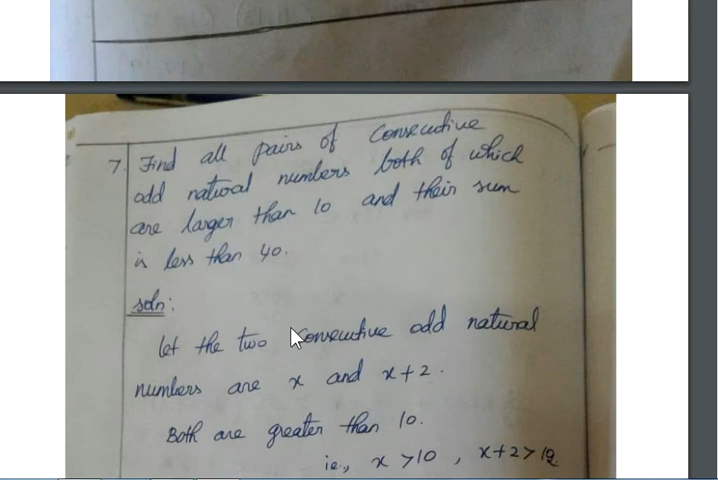 7. Find all pairs of Consecutive
odd natural numbers both of which
are larger than 10 and their sum
is less than 40.
soln:
Let the two Consecutive odd natural
numbers are x and x+2.
Both are greater than 10.
ie., x >10 , x+2>10